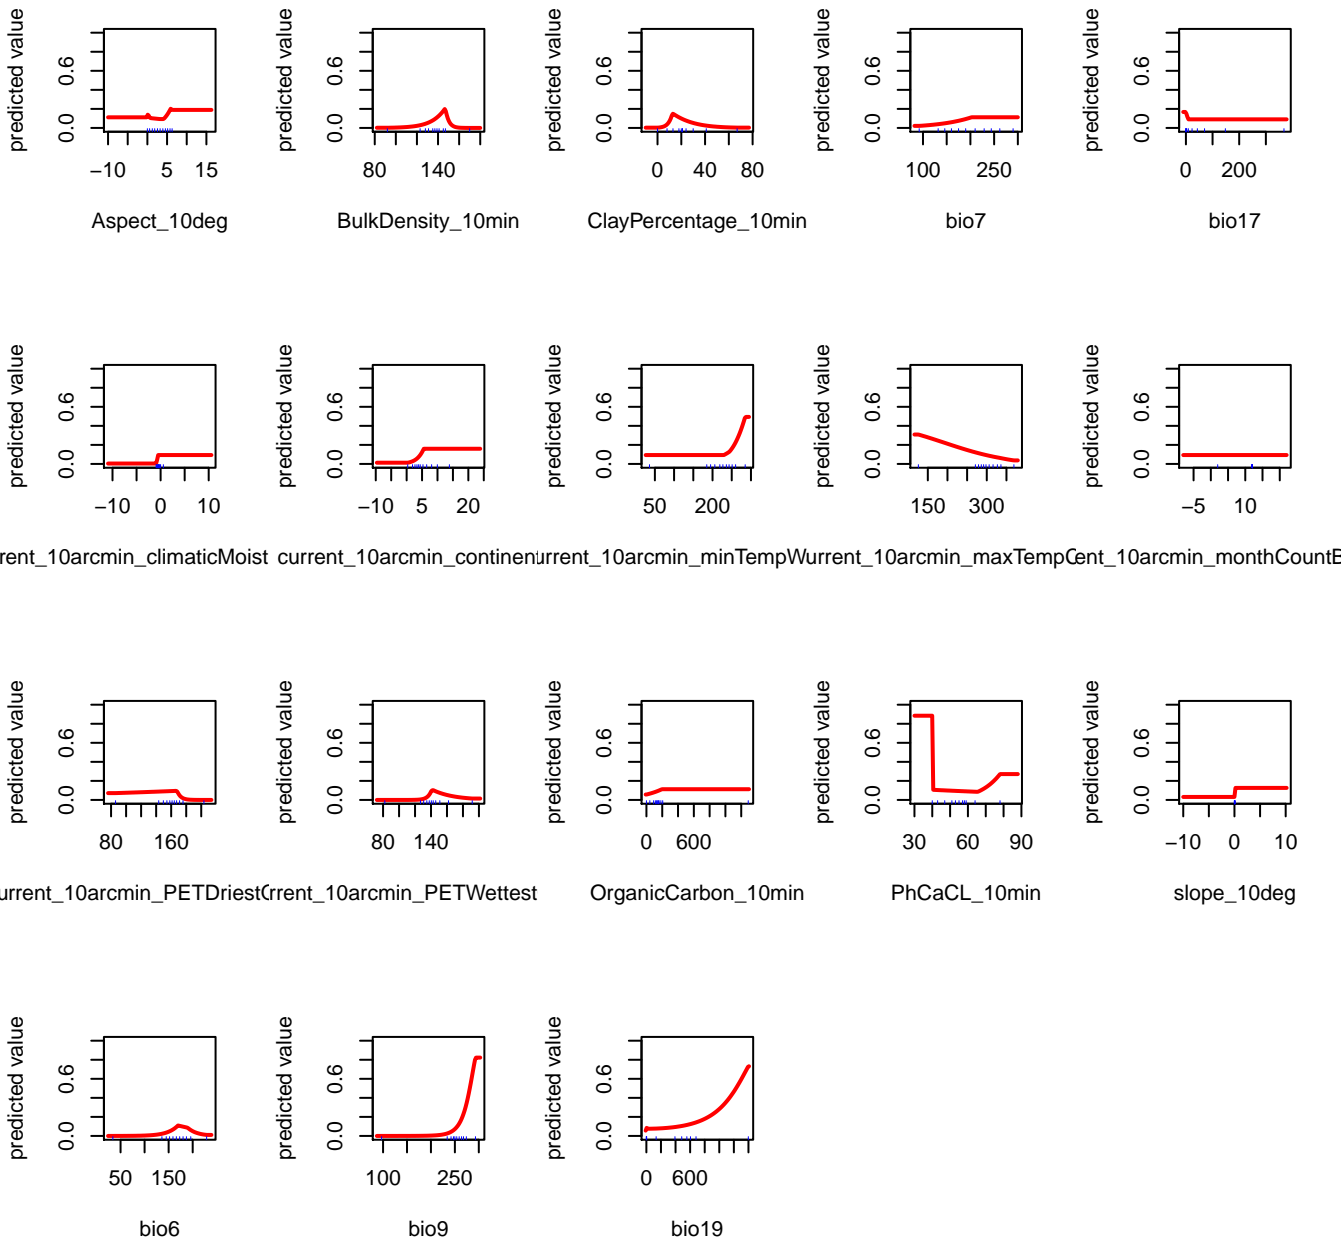 predicted value predicted value predicted value predicted value predicted value
0.0 0.6 0.0 0.6 0.0 0.6 0.0 0.6 0.0 0.6
−10 5 15 80 140 0 40 80 100 250 0 200
Aspect_10deg BulkDensity_10min ClayPercentage_10min bio7 bio17
predicted value predicted value predicted value predicted value predicted value
0.0 0.6 0.0 0.6 0.0 0.6 0.0 0.6 0.0 0.6
−10 0 10 −10 5 20 50 200 150 300 −5 10
rent_10arcmin_climaticMoist current_10arcmin_continen urrent_10arcmin_minTempW urrent_10arcmin_maxTempC ent_10arcmin_monthCountB
predicted value predicted value predicted value predicted value predicted value
0.0 0.6 0.0 0.6 0.0 0.6 0.0 0.6 0.0 0.6
80 160 80 140 0 600 30 60 90 −10 0 10
urrent_10arcmin_PETDriest rrent_10arcmin_PETWettest OrganicCarbon_10min PhCaCL_10min slope_10deg
predicted value predicted value predicted value
0.0 0.6 0.0 0.6 0.0 0.6
50 150 100 250 0 600
bio6 bio9 bio19